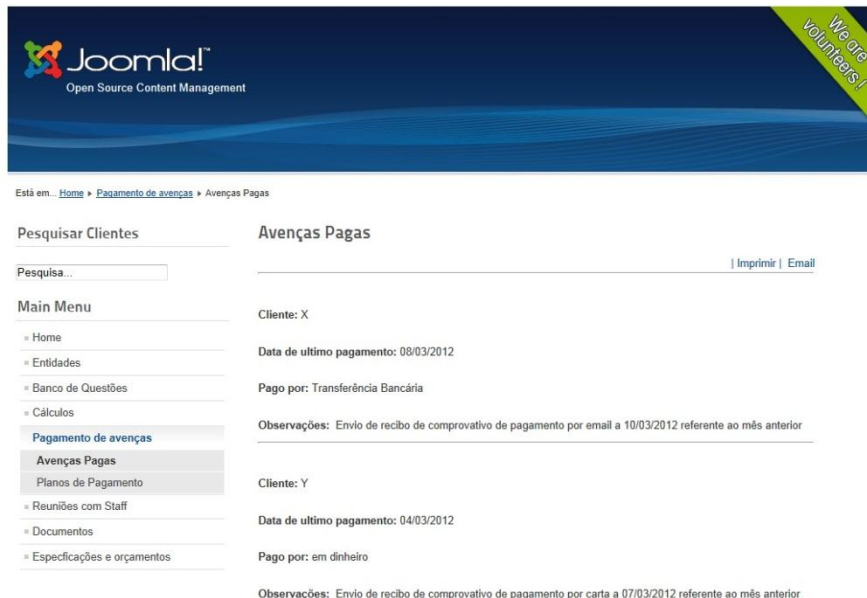 Joomla!™
Open Source Content Management
We are
volunteers!
Está em... Home ▸ Pagamento de avenças ▸ Avenças Pagas
Pesquisar Clientes
Pesquisa...
Main Menu
Home
Entidades
Banco de Questões
Cálculos
Pagamento de avenças
Avenças Pagas
Planos de Pagamento
Reuniões com Staff
Documentos
Especficações e orçamentos
Avenças Pagas
| Imprimir | Email
Cliente: X
Data de ultimo pagamento: 08/03/2012
Pago por: Transferência Bancária
Observações: Envio de recibo de comprovativo de pagamento por email a 10/03/2012 referente ao mês anterior
Cliente: Y
Data de ultimo pagamento: 04/03/2012
Pago por: em dinheiro
Observações: Envio de recibo de comprovativo de pagamento por carta a 07/03/2012 referente ao mês anterior